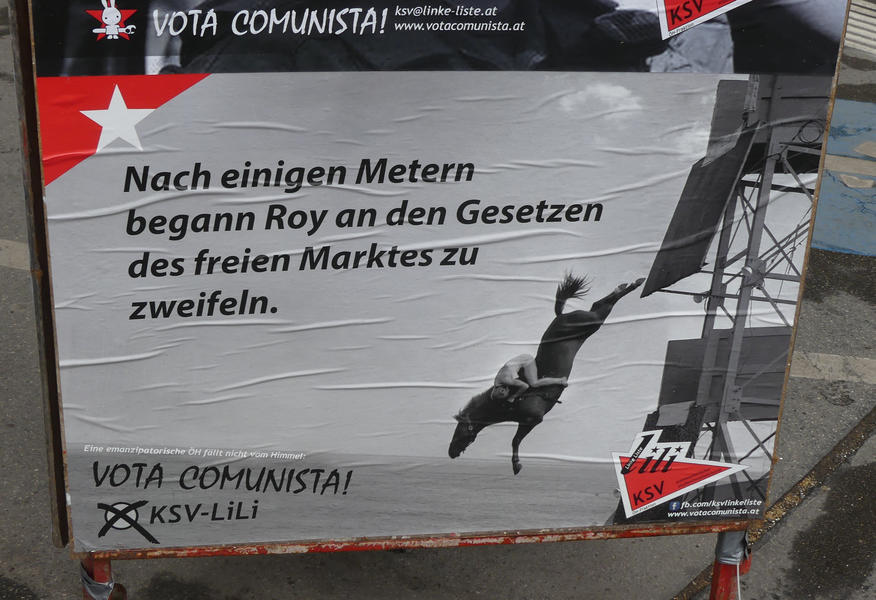 VOTA COMUNISTA!
ksv@linke-liste.at
www.votacomunista.at
KSV
Nach einigen Metern
begann Roy an den Gesetzen
des freien Marktes zu
zweifeln.
Eine emanzipatorische ÖH fällt nicht vom Himmel:
VOTA COMUNISTA!
KSV-LiLi
LiLi
KSV
fb.com/ksvlinkeliste
www.votacomunista.at